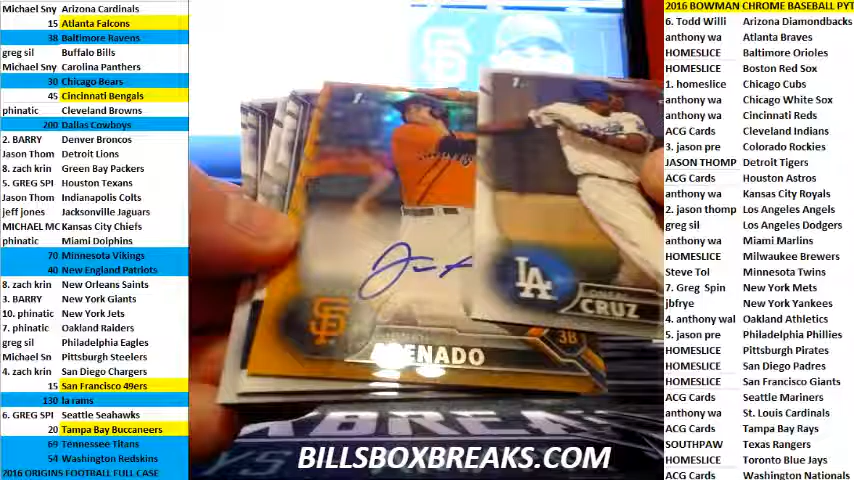 Michael Sny Arizona Cardinals
15 Atlanta Falcons
38 Baltimore Ravens
greg sil Buffalo Bills
Michael Sny Carolina Panthers
30 Chicago Bears
45 Cincinnati Bengals
phinatic Cleveland Browns
200 Dallas Cowboys
2. BARRY Denver Broncos
Jason Thom Detroit Lions
8. zach krin Green Bay Packers
5. GREG SPI Houston Texans
Jason Thom Indianapolis Colts
jeff jones Jacksonville Jaguars
MICHAEL MC Kansas City Chiefs
phinatic Miami Dolphins
70 Minnesota Vikings
40 New England Patriots
8. zach krin New Orleans Saints
3. BARRY New York Giants
10. phinatic New York Jets
7. phinatic Oakland Raiders
greg sil Philadelphia Eagles
Michael Sn Pittsburgh Steelers
4. zach krin San Diego Chargers
15 San Francisco 49ers
130 la rams
6. GREG SPI Seattle Seahawks
20 Tampa Bay Buccaneers
69 Tennessee Titans
54 Washington Redskins
2016 ORIGINS FOOTBALL FULL CASE
1st
SF
3B
1st
LA
CRUZ
BILLSBOXBREAKS.COM
2016 BOWMAN CHROME BASEBALL PYT
6. Todd Willi Arizona Diamondbacks
anthony wa Atlanta Braves
HOMESLICE Baltimore Orioles
HOMESLICE Boston Red Sox
1. homeslice Chicago Cubs
anthony wa Chicago White Sox
anthony wa Cincinnati Reds
ACG Cards Cleveland Indians
3. jason pre Colorado Rockies
JASON THOMP Detroit Tigers
ACG Cards Houston Astros
anthony wa Kansas City Royals
2. jason thomp Los Angeles Angels
greg sil Los Angeles Dodgers
anthony wa Miami Marlins
HOMESLICE Milwaukee Brewers
Steve Tol Minnesota Twins
7. Greg Spin New York Mets
jbfrye New York Yankees
4. anthony wal Oakland Athletics
5. jason pre Philadelphia Phillies
HOMESLICE Pittsburgh Pirates
HOMESLICE San Diego Padres
HOMESLICE San Francisco Giants
ACG Cards Seattle Mariners
anthony wa St. Louis Cardinals
ACG Cards Tampa Bay Rays
SOUTHPAW Texas Rangers
HOMESLICE Toronto Blue Jays
ACG Cards Washington Nationals